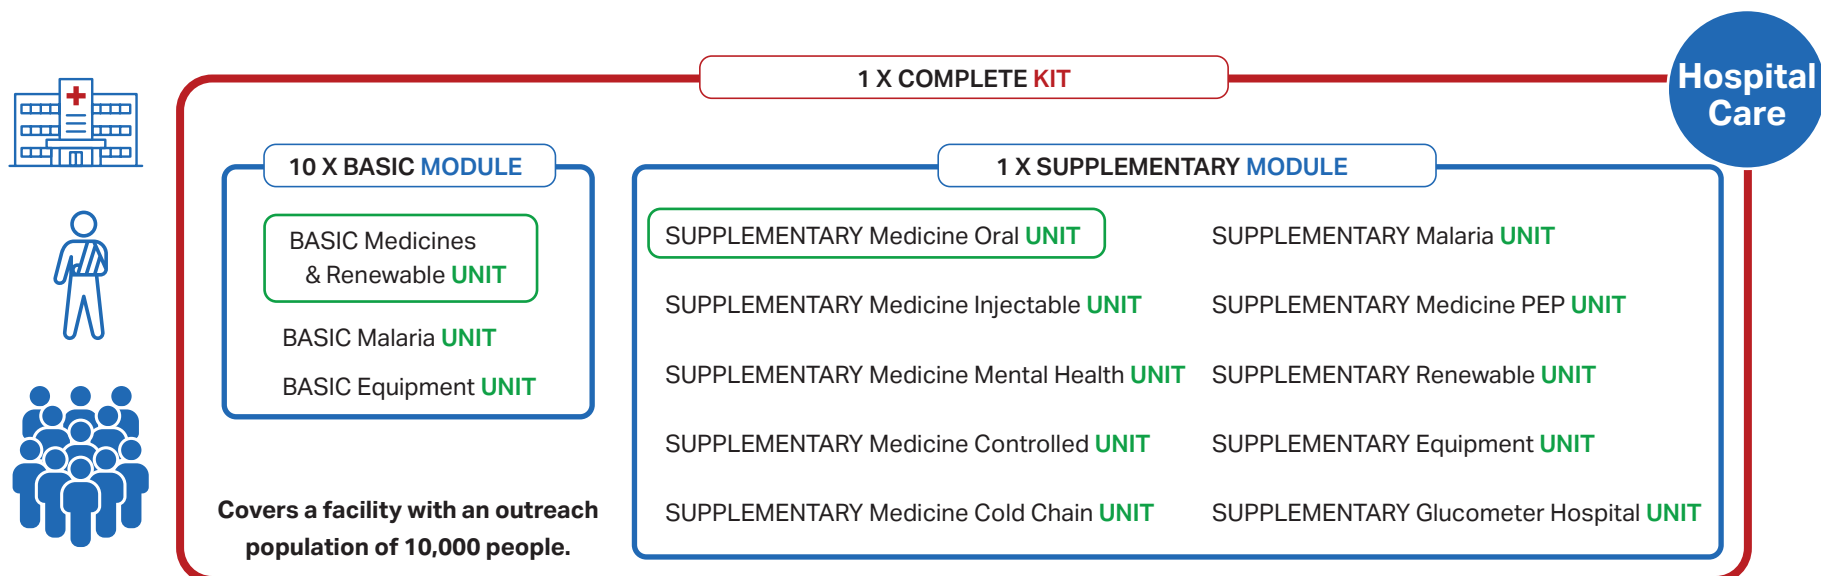 Hospital
Care
1 X COMPLETE KIT
10 X BASIC MODULE
BASIC Medicines
& Renewable UNIT
BASIC Malaria UNIT
BASIC Equipment UNIT
Covers a facility with an outreach
population of 10,000 people.
1 X SUPPLEMENTARY MODULE
SUPPLEMENTARY Medicine Oral UNIT
SUPPLEMENTARY Medicine Injectable UNIT
SUPPLEMENTARY Medicine Mental Health UNIT
SUPPLEMENTARY Medicine Controlled UNIT
SUPPLEMENTARY Medicine Cold Chain UNIT
SUPPLEMENTARY Malaria UNIT
SUPPLEMENTARY Medicine PEP UNIT
SUPPLEMENTARY Renewable UNIT
SUPPLEMENTARY Equipment UNIT
SUPPLEMENTARY Glucometer Hospital UNIT